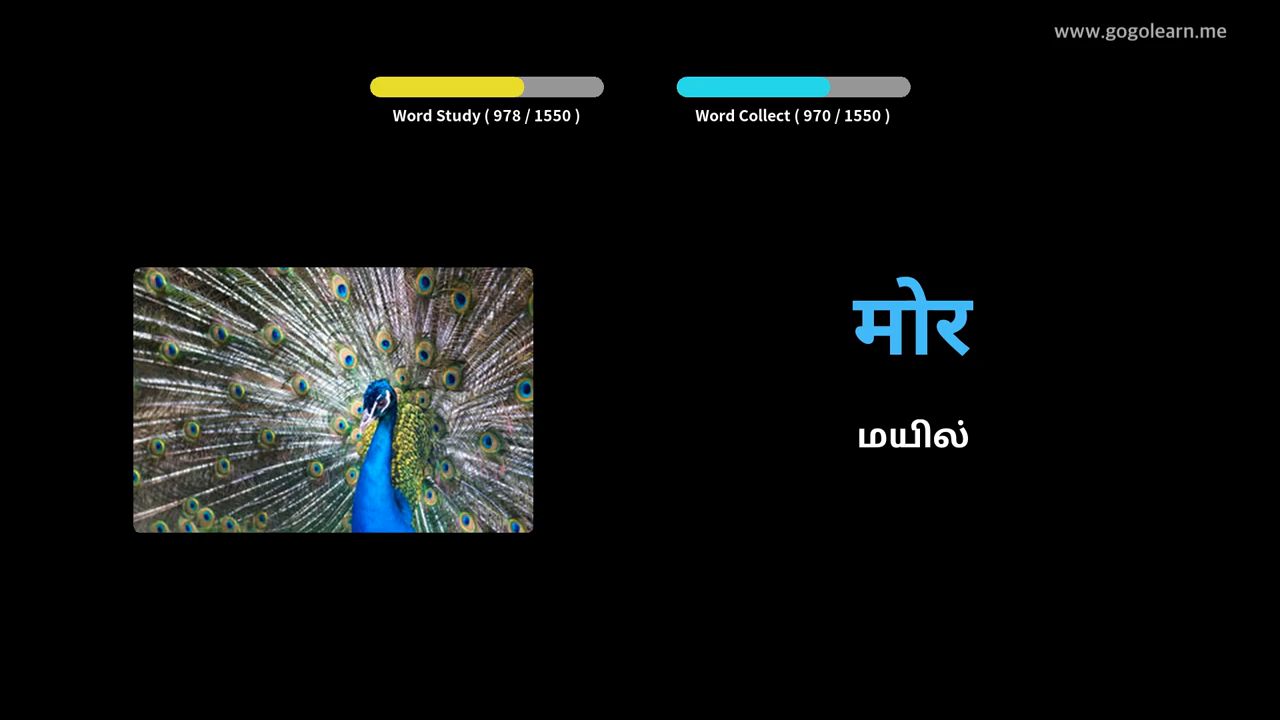 www.gogolearn.me
Word Study ( 978 / 1550 )
Word Collect ( 970 / 1550 )
मोर
மயில்